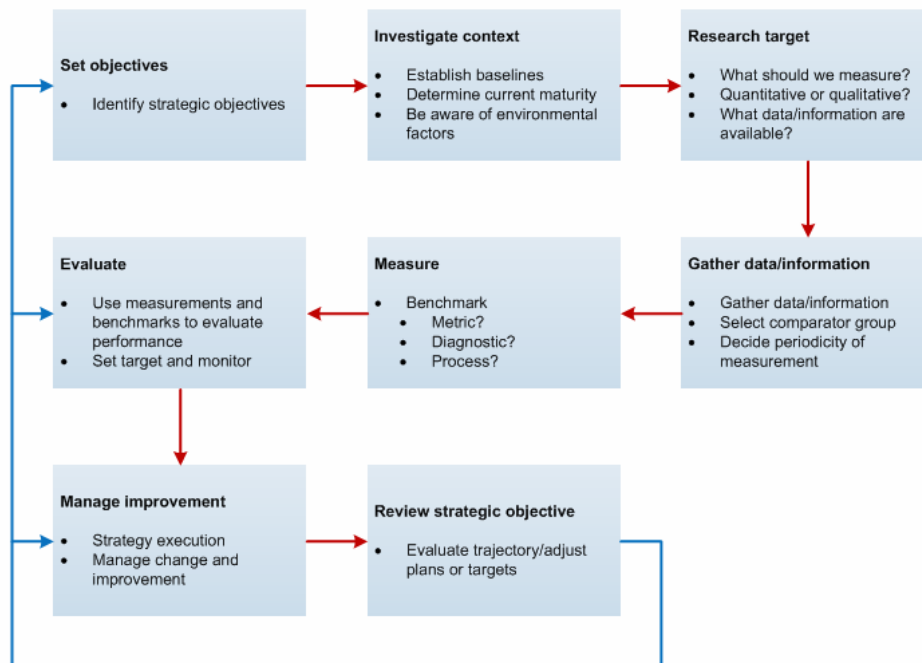 Set objectives
• Identify strategic objectives
Investigate context
• Establish baselines
• Determine current maturity
• Be aware of environmental
factors
Research target
• What should we measure?
• Quantitative or qualitative?
• What data/information are
available?
Gather data/information
• Gather data/information
• Select comparator group
• Decide periodicity of
measurement
Measure
• Benchmark
• Metric?
• Diagnostic?
• Process?
Evaluate
• Use measurements and
benchmarks to evaluate
performance
• Set target and monitor
Manage improvement
• Strategy execution
• Manage change and
improvement
Review strategic objective
• Evaluate trajectory/adjust
plans or targets